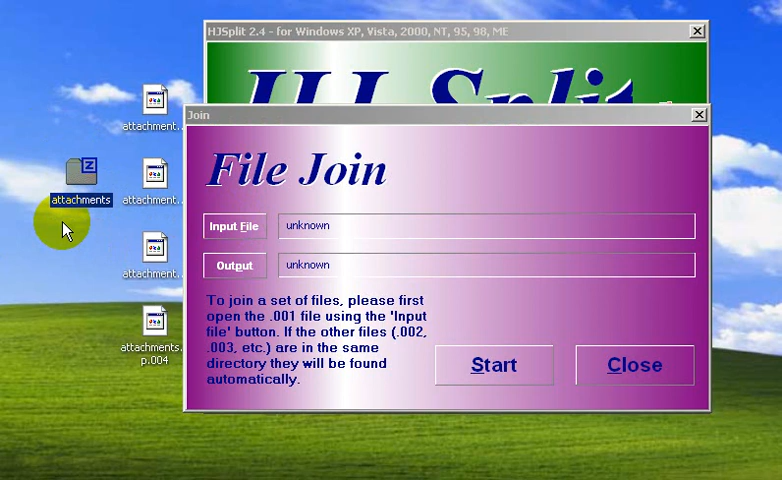 HJSplit 2.4 - for Windows XP, Vista, 2000, NT, 95, 98, ME
HJ Split
Join
File Join
Input File
unknown
Output
unknown
To join a set of files, please first
open the .001 file using the 'Input
file' button. If the other files (.002,
.003, etc.) are in the same
directory they will be found
automatically.
Start
Close
attachment..
attachments
attachment..
attachment..
attachments.
p.004